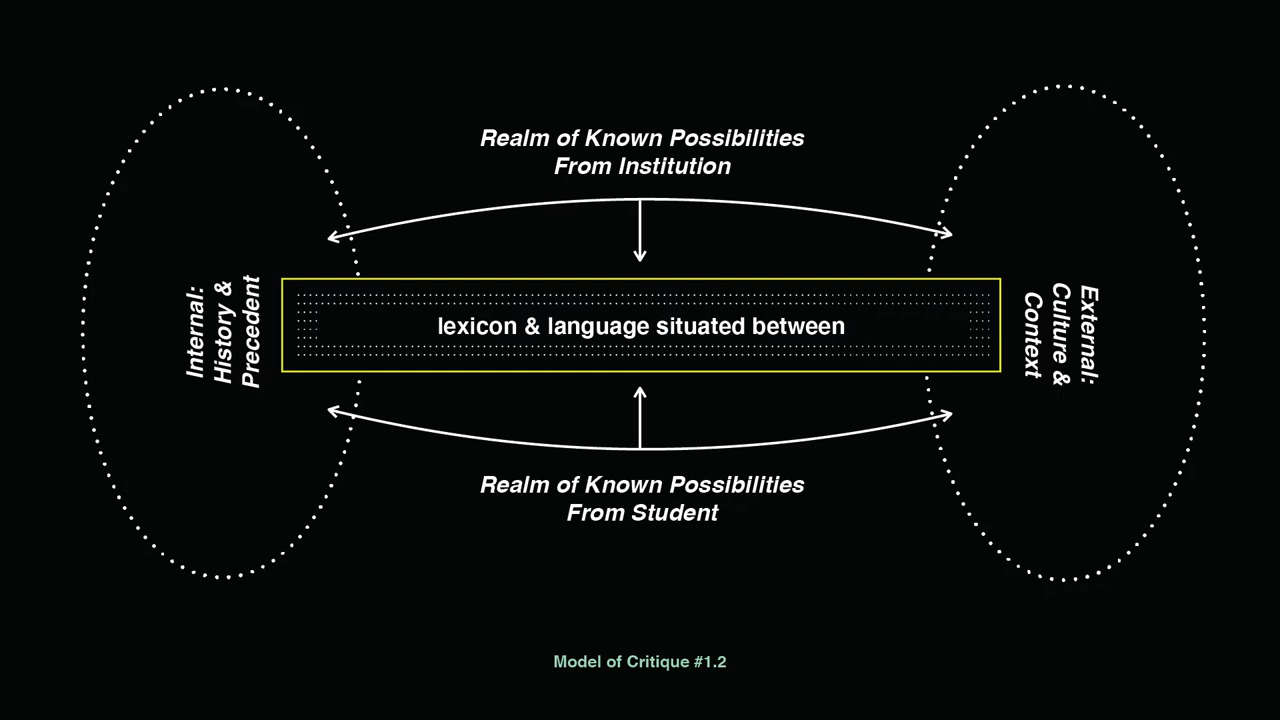 Realm of Known Possibilities
From Institution
Internal:
History &
Precedent
lexicon & language situated between
External:
Culture &
Context
Realm of Known Possibilities
From Student
Model of Critique #1.2